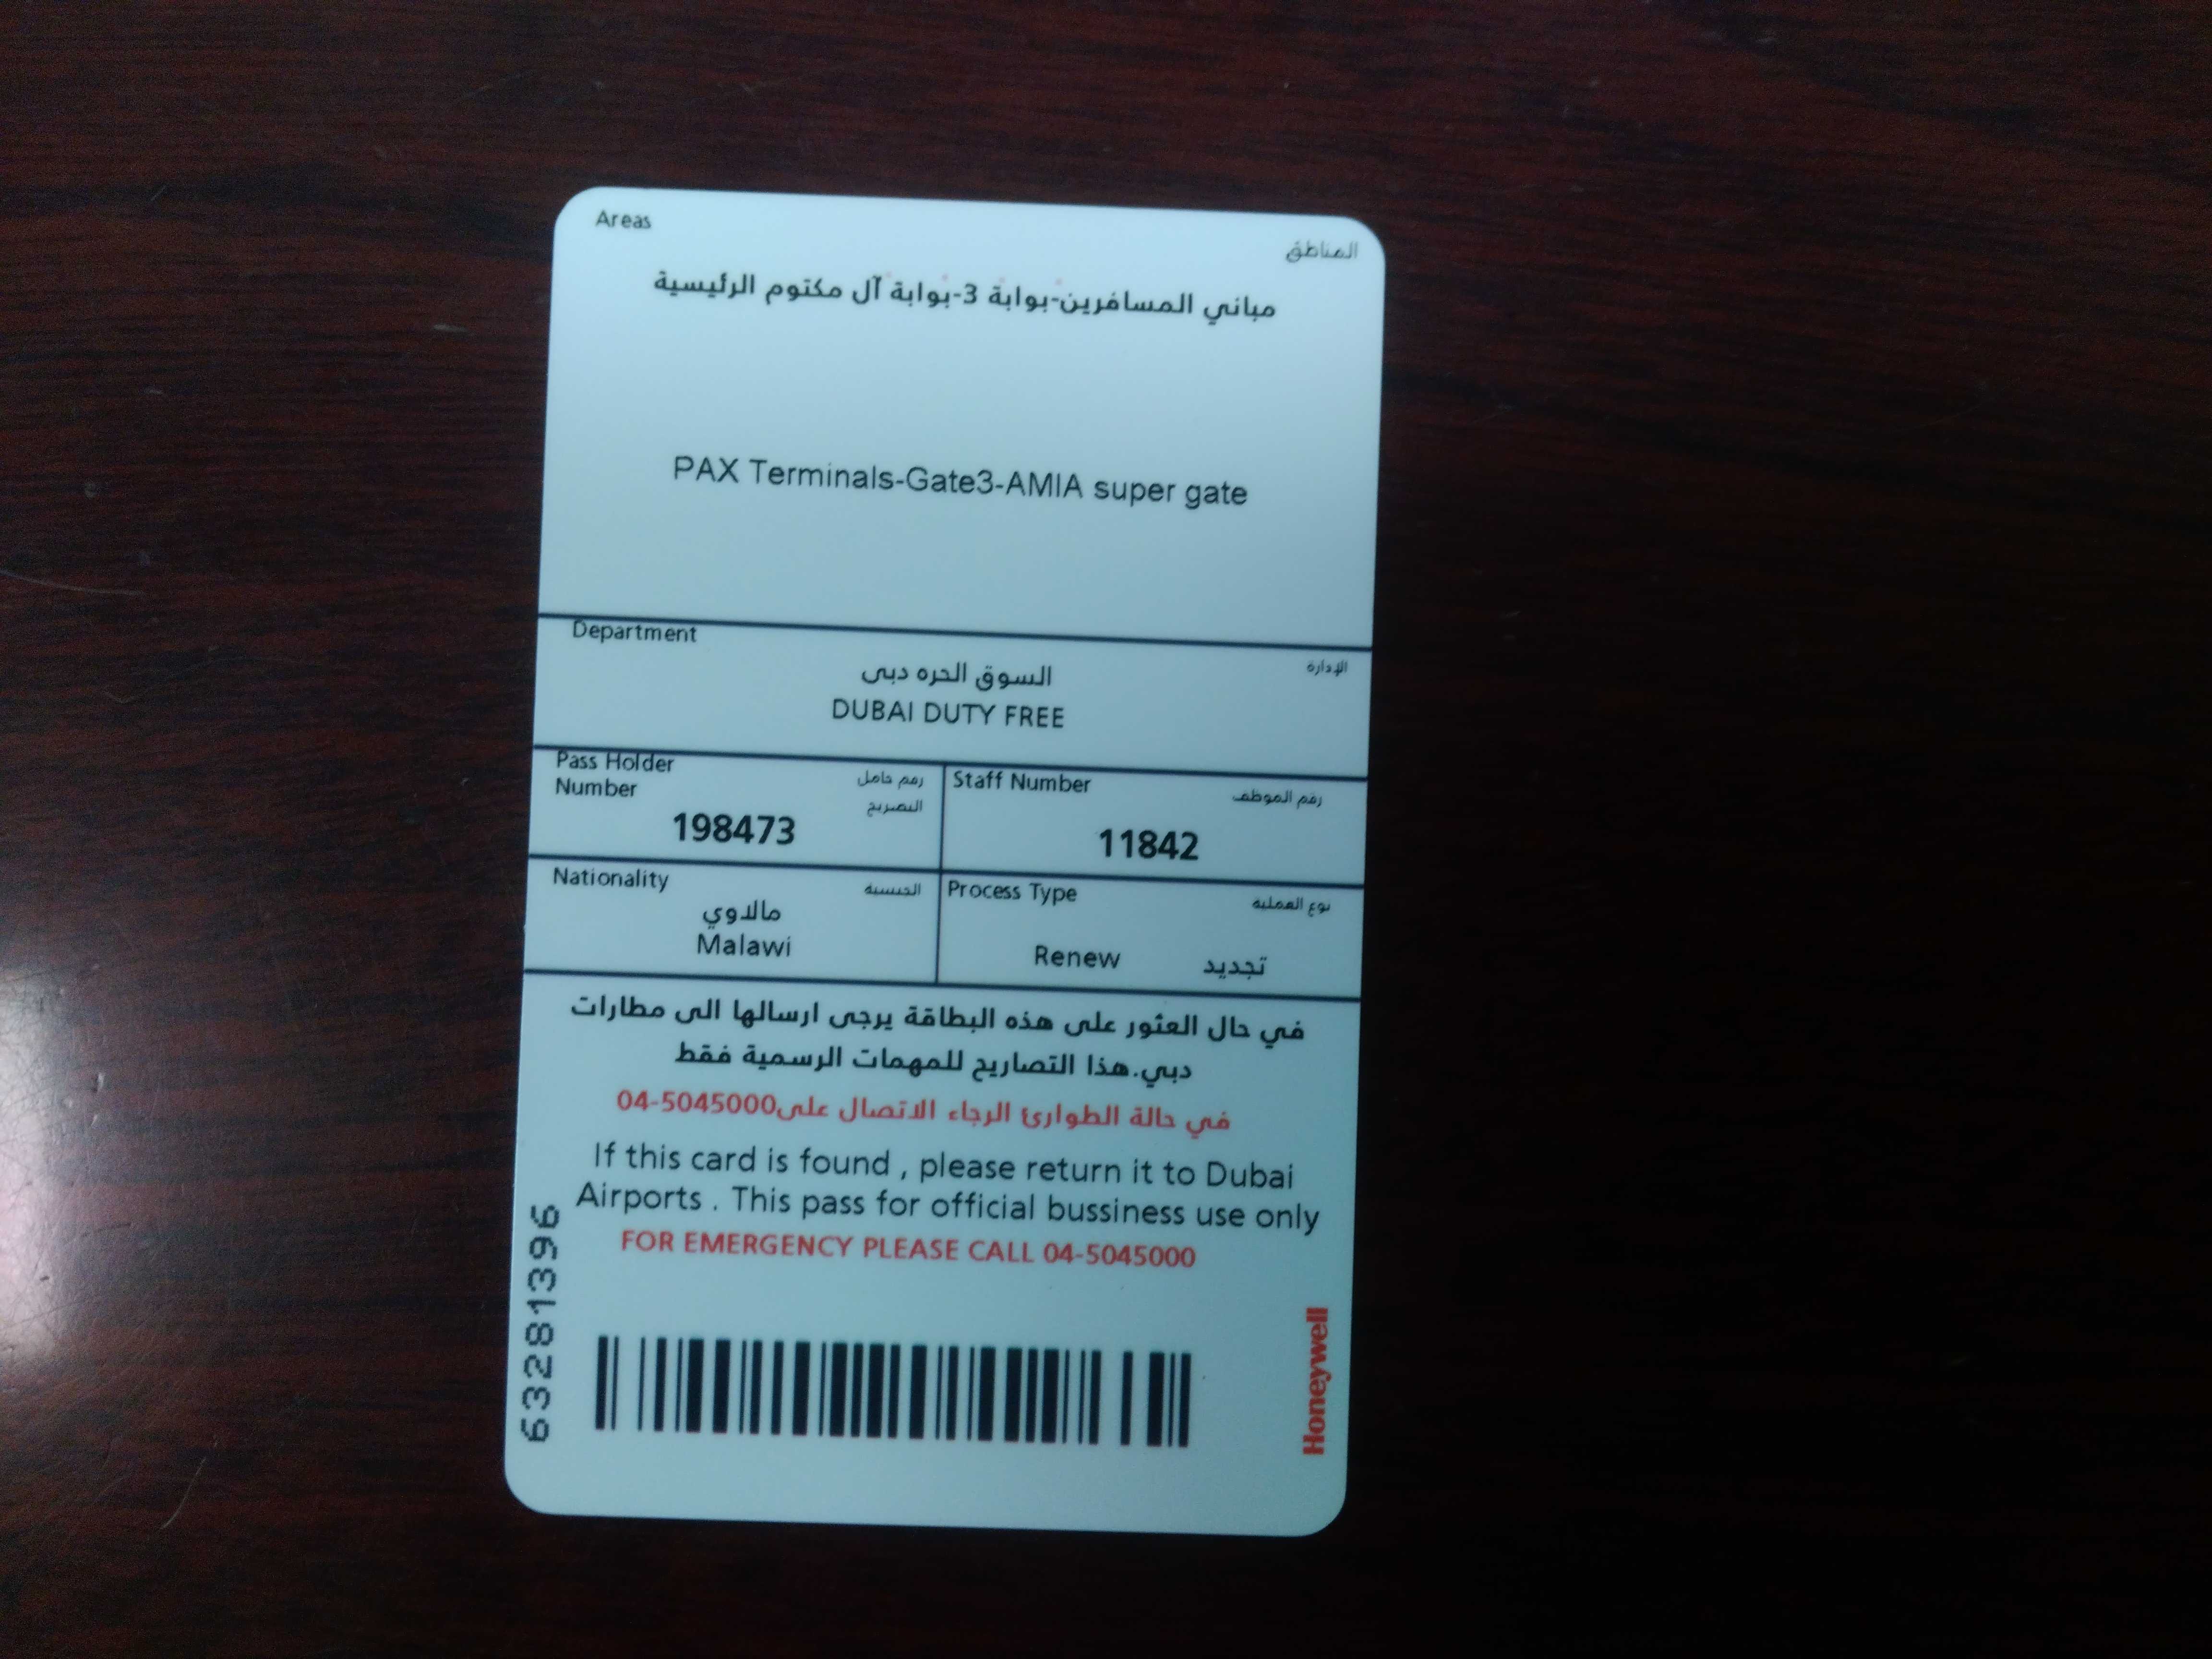 Areas
المناطق
مباني المسافرين-بوابة 3-بوابة آل مكتوم الرئيسية
PAX Terminals-Gate3-AMIA super gate
Department
الإدارة
السوق الحره دبى
DUBAI DUTY FREE
Pass Holder
Number
رقم حامل
التصريح
198473
Staff Number
رقم الموظف
11842
Nationality
الجنسية
مالاوي
Malawi
Process Type
نوع العملية
Renew تجديد
في حال العثور على هذه البطاقة يرجى ارسالها الى مطارات
دبي.هذا التصاريح للمهمات الرسمية فقط
في حالة الطوارئ الرجاء الاتصال على04-5045000
If this card is found , please return it to Dubai
Airports . This pass for official bussiness use only
FOR EMERGENCY PLEASE CALL 04-5045000
63281396
Honeywell